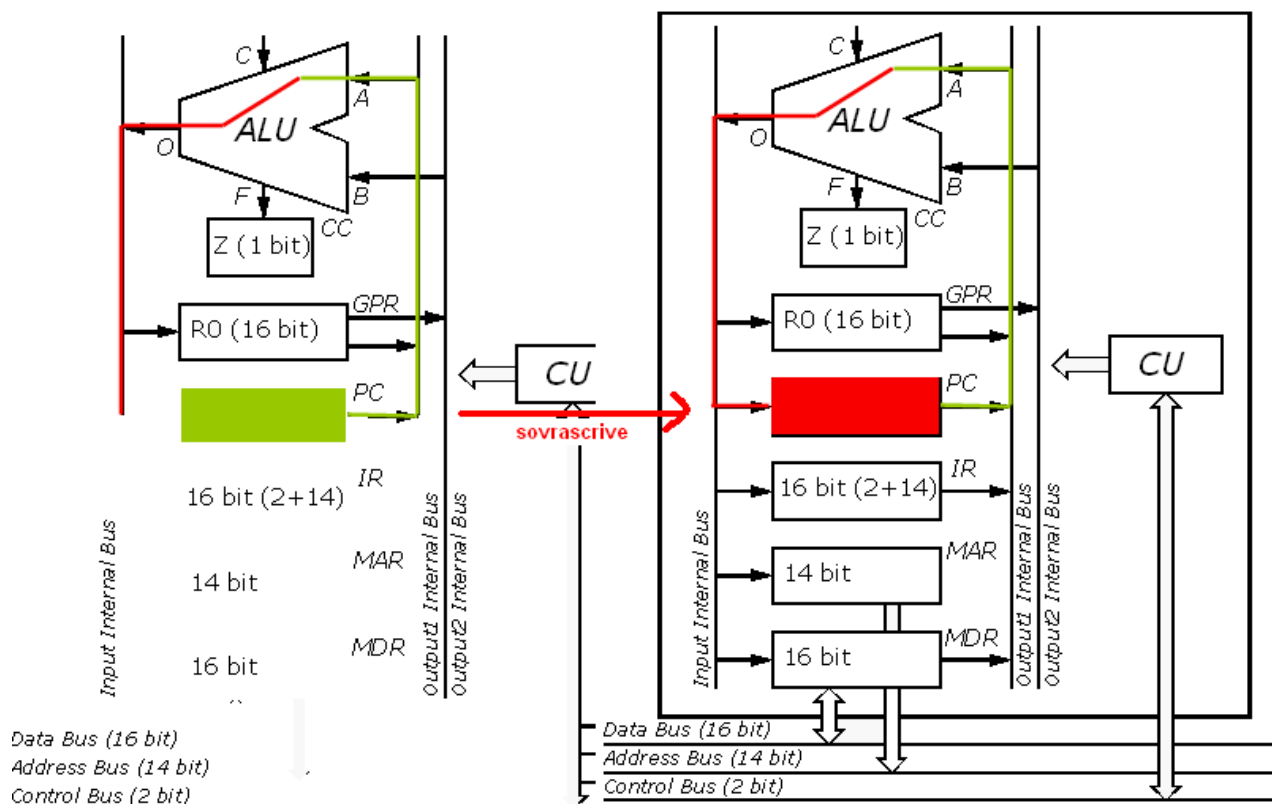 C
A
ALU
O
B
F
CC
Z (1 bit)
GPR
R0 (16 bit)
CU
PC
IR
16 bit (2+14)
MAR
14 bit
MDR
16 bit
Input Internal Bus
Output1 Internal Bus
Output2 Internal Bus
Data Bus (16 bit)
Address Bus (14 bit)
Control Bus (2 bit)
sovrascrive
C
A
ALU
O
B
F
CC
Z (1 bit)
GPR
R0 (16 bit)
CU
PC
IR
16 bit (2+14)
MAR
14 bit
MDR
16 bit
Input Internal Bus
Output1 Internal Bus
Output2 Internal Bus
Data Bus (16 bit)
Address Bus (14 bit)
Control Bus (2 bit)